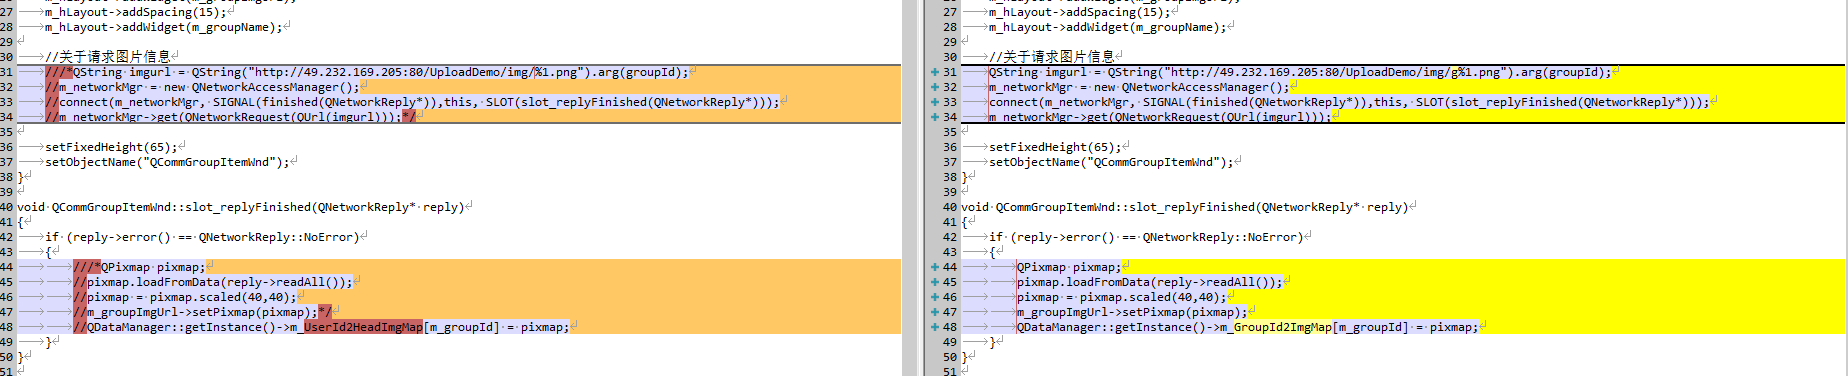 27 m_hLayout->addSpacing(15);
28 m_hLayout->addWidget(m_groupName);
29
30 //关于请求图片信息
31 ///*QString imgurl = QString("http://49.232.169.205:80/UploadDemo/img/%1.png").arg(groupId);
32 //m_networkMgr = new QNetworkAccessManager();
33 //connect(m_networkMgr, SIGNAL(finished(QNetworkReply*)),this, SLOT(slot_replyFinished(QNetworkReply*)));
34 //m_networkMgr->get(QNetworkRequest(QUrl(imgurl)));*/
35
36 setFixedHeight(65);
37 setObjectName("QCommGroupItemWnd");
38 }
39
40 void QCommGroupItemWnd::slot_replyFinished(QNetworkReply* reply)
41 {
42 if (reply->error() == QNetworkReply::NoError)
43 {
44 ///*QPixmap pixmap;
45 //pixmap.loadFromData(reply->readAll());
46 //pixmap = pixmap.scaled(40,40);
47 //m_groupImgUrl->setPixmap(pixmap);*/
48 //QDataManager::getInstance()->m_UserId2HeadImgMap[m_groupId] = pixmap;
49 }
50 }
51
27 m_hLayout->addSpacing(15);
28 m_hLayout->addWidget(m_groupName);
29
30 //关于请求图片信息
31 QString imgurl = QString("http://49.232.169.205:80/UploadDemo/img/g%1.png").arg(groupId);
32 m_networkMgr = new QNetworkAccessManager();
33 connect(m_networkMgr, SIGNAL(finished(QNetworkReply*)),this, SLOT(slot_replyFinished(QNetworkReply*)));
34 m_networkMgr->get(QNetworkRequest(QUrl(imgurl)));
35
36 setFixedHeight(65);
37 setObjectName("QCommGroupItemWnd");
38 }
39
40 void QCommGroupItemWnd::slot_replyFinished(QNetworkReply* reply)
41 {
42 if (reply->error() == QNetworkReply::NoError)
43 {
44 QPixmap pixmap;
45 pixmap.loadFromData(reply->readAll());
46 pixmap = pixmap.scaled(40,40);
47 m_groupImgUrl->setPixmap(pixmap);
48 QDataManager::getInstance()->m_GroupId2ImgMap[m_groupId] = pixmap;
49 }
50 }
51